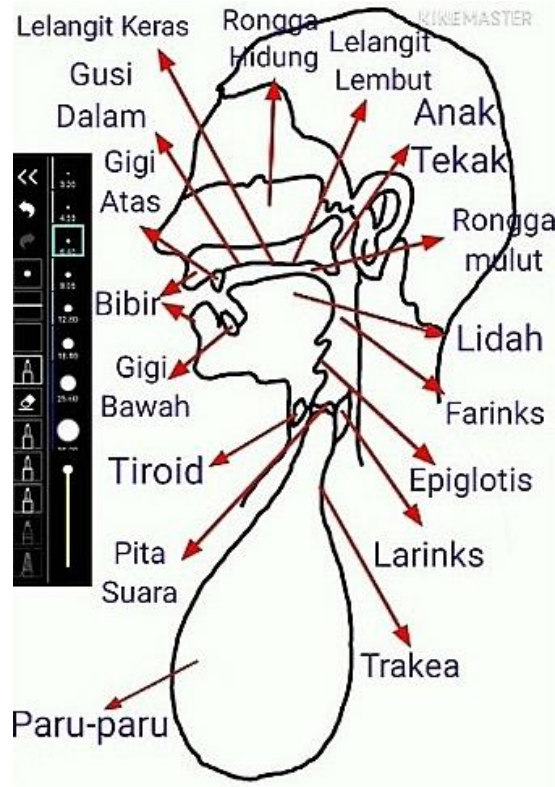 KINEMASTER
Lelangit Keras
Rongga
Hidung
Lelangit
Lembut
Gusi
Dalam
Anak
Tekak
Gigi
Atas
Rongga
mulut
Bibir
Lidah
Gigi
Bawah
Farinks
Tiroid
Epiglotis
Pita
Suara
Larinks
Trakea
Paru-paru